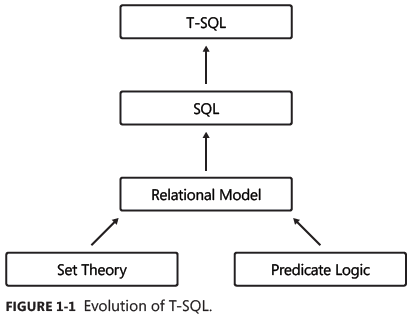 T-SQL
SQL
Relational Model
Set Theory
Predicate Logic
FIGURE 1-1 Evolution of T-SQL.